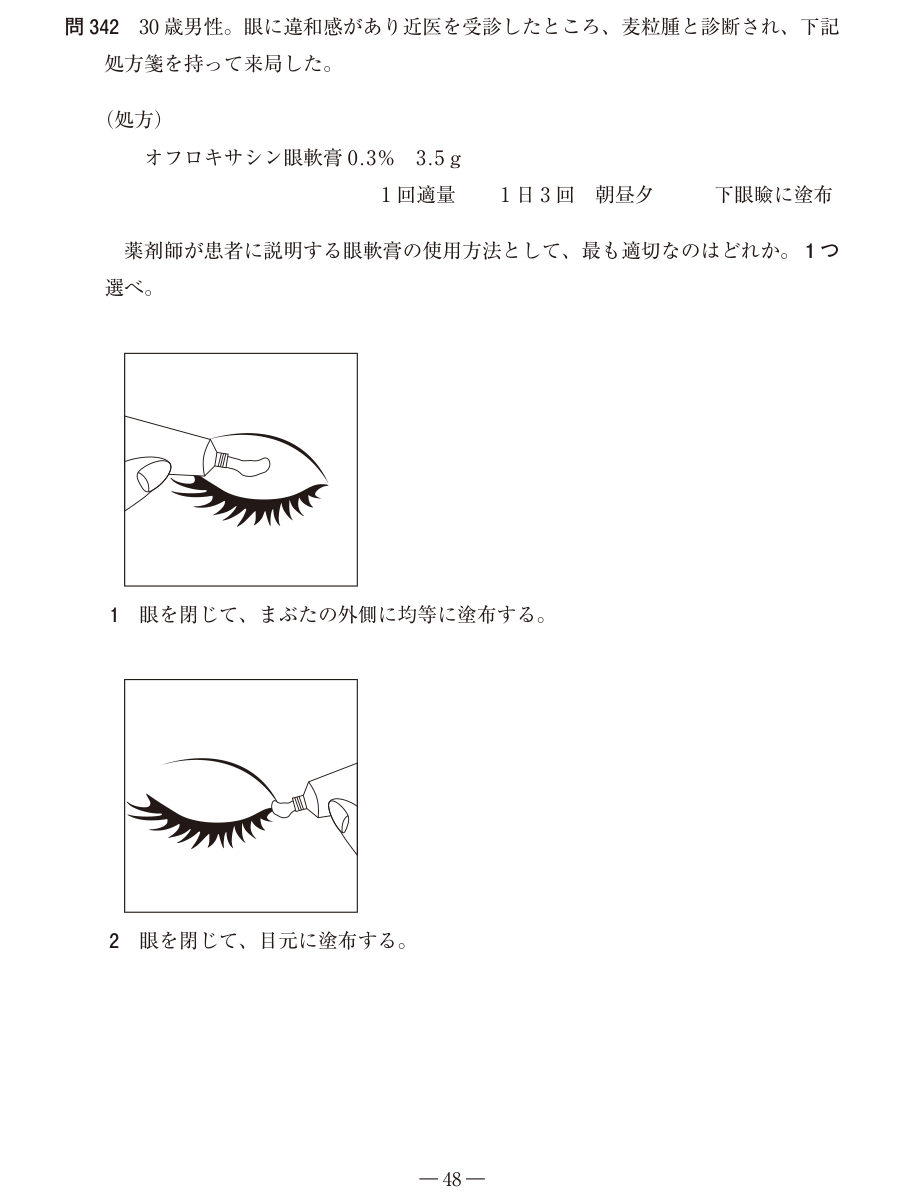 問 342　30 歳男性。眼に違和感があり近医を受診したところ、麦粒腫と診断され、下記
処方箋を持って来局した。
（処方）
オフロキサシン眼軟膏 0.3%　3.5 g
1 回適量　　1 日 3 回　朝昼夕　　　下眼瞼に塗布
薬剤師が患者に説明する眼軟膏の使用方法として、最も適切なのはどれか。1つ
選べ。
1　眼を閉じて、まぶたの外側に均等に塗布する。
2　眼を閉じて、目元に塗布する。
— 48 —